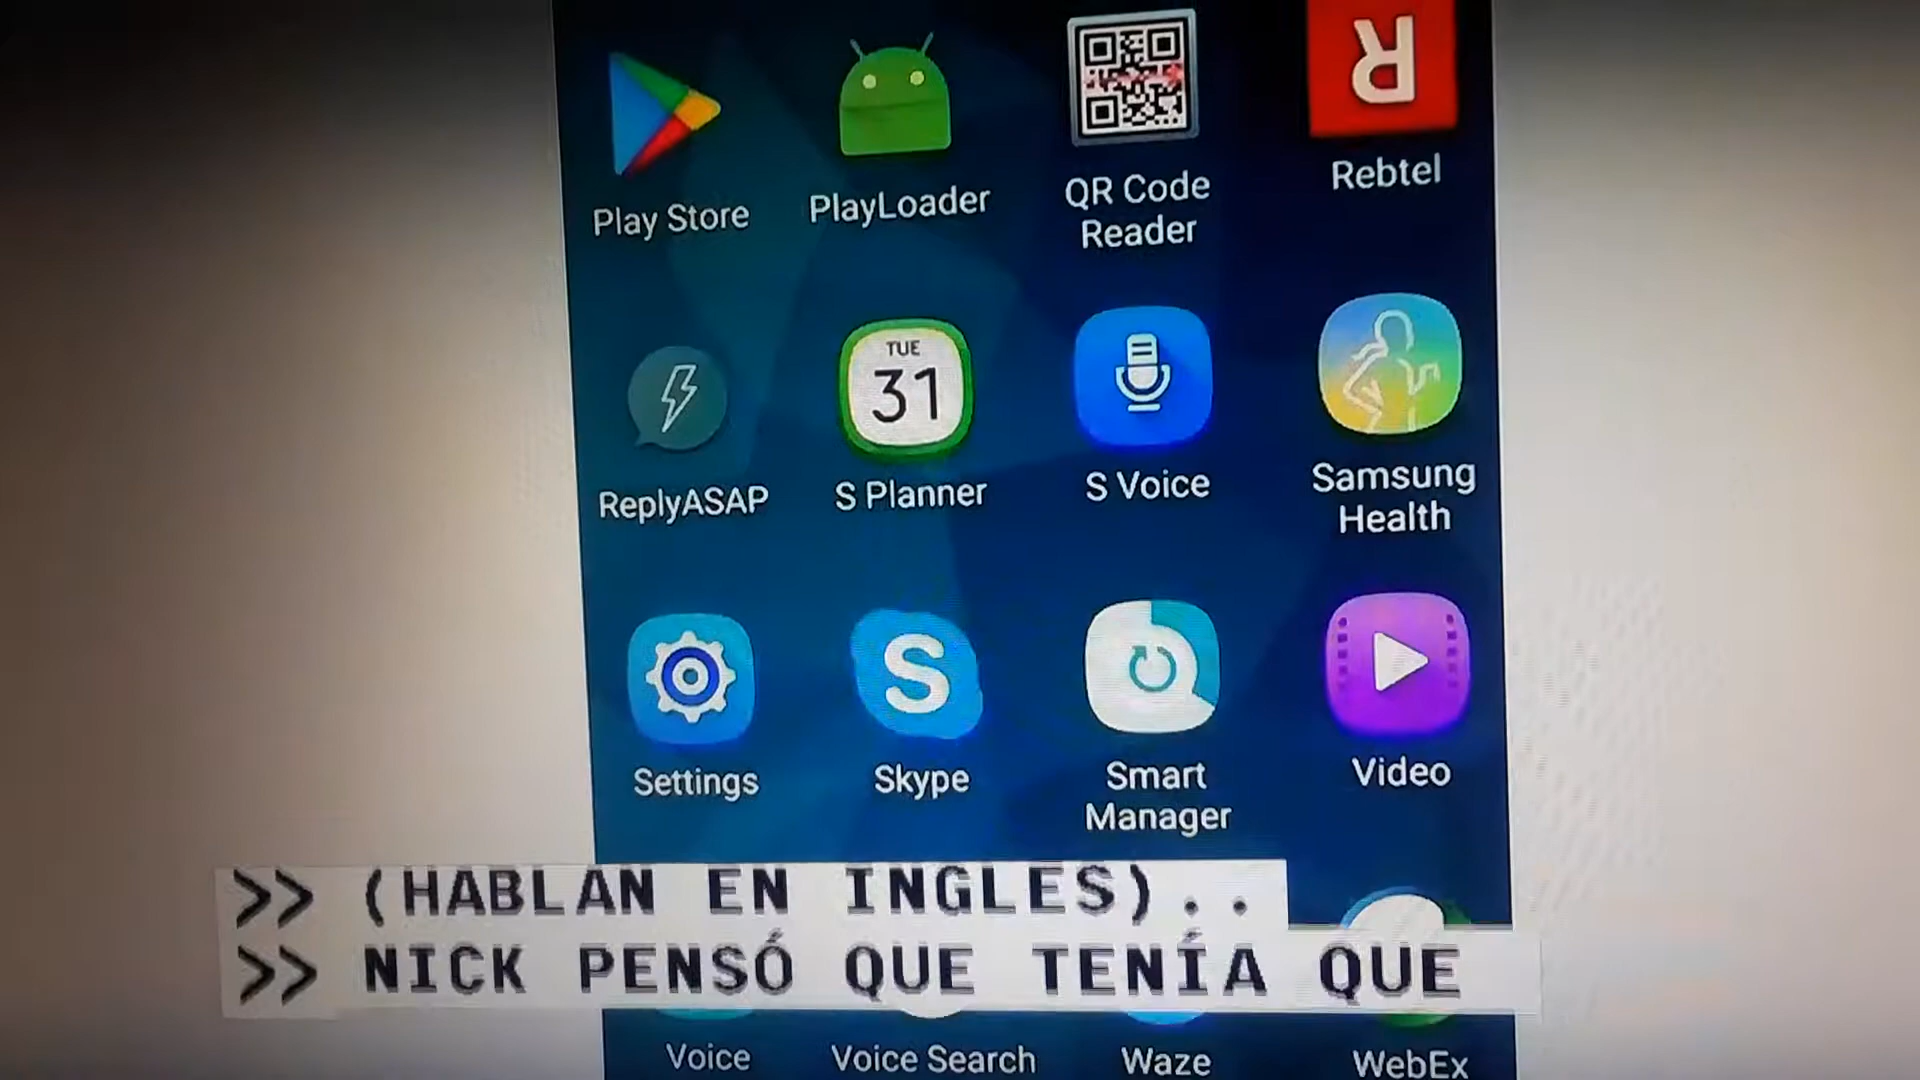 R
Play Store
PlayLoader
QR Code
Reader
Rebtel
TUE
31
ReplyASAP
S Planner
S Voice
Samsung
Health
S
Settings
Skype
Smart
Manager
Video
>> (HABLAN EN INGLES)..
>> NICK PENSÓ QUE TENÍA QUE
Voice
Voice Search
Waze
WebEx